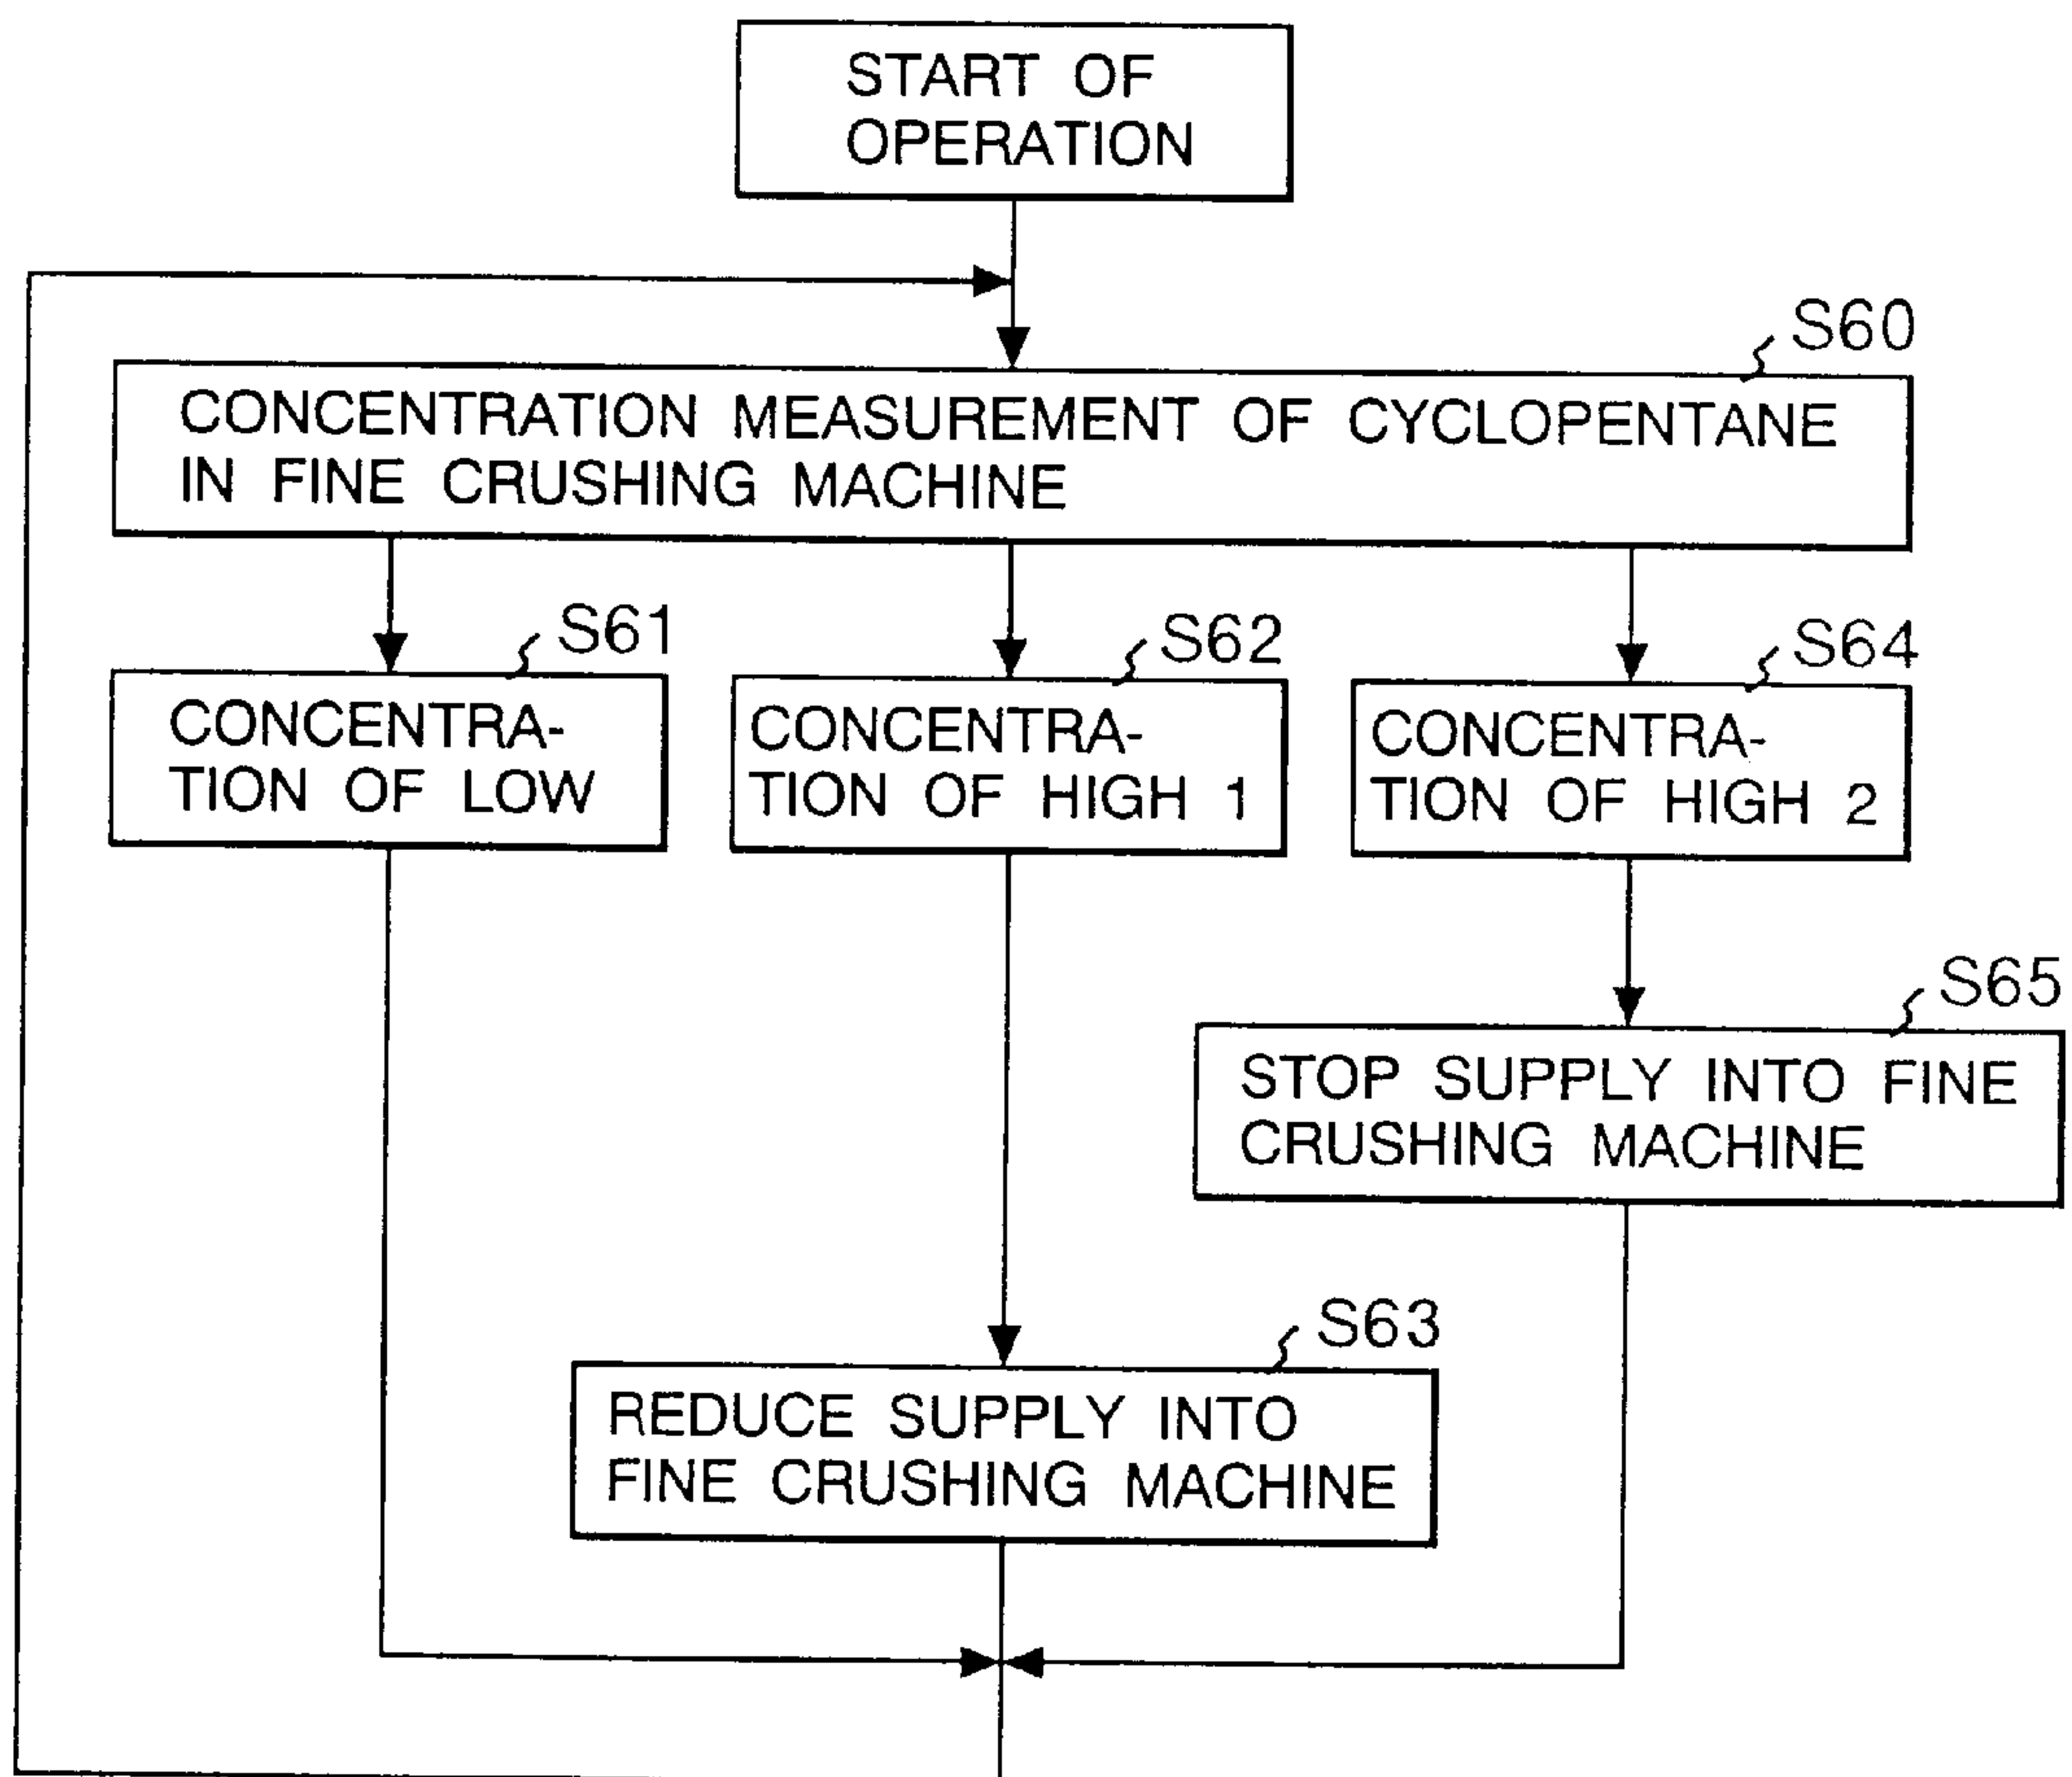 START OF
OPERATION
S60
CONCENTRATION MEASUREMENT OF CYCLOPENTANE
IN FINE CRUSHING MACHINE
S61
CONCENTRA-
TION OF LOW
S62
CONCENTRA-
TION OF HIGH 1
S64
CONCENTRA-
TION OF HIGH 2
S65
STOP SUPPLY INTO FINE
CRUSHING MACHINE
S63
REDUCE SUPPLY INTO
FINE CRUSHING MACHINE